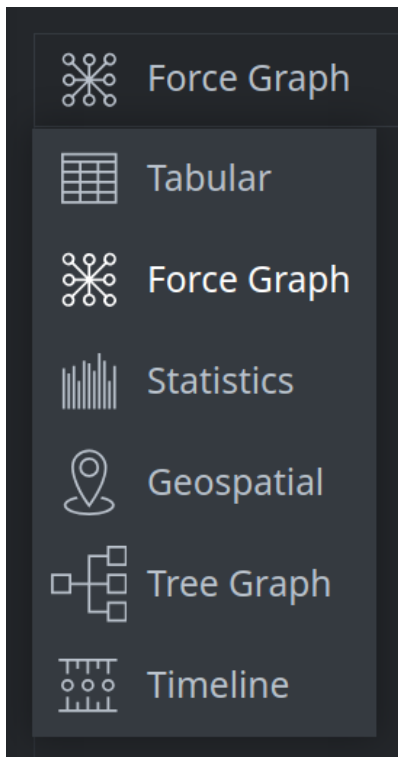 Force Graph
Tabular
Force Graph
Statistics
Geospatial
Tree Graph
Timeline